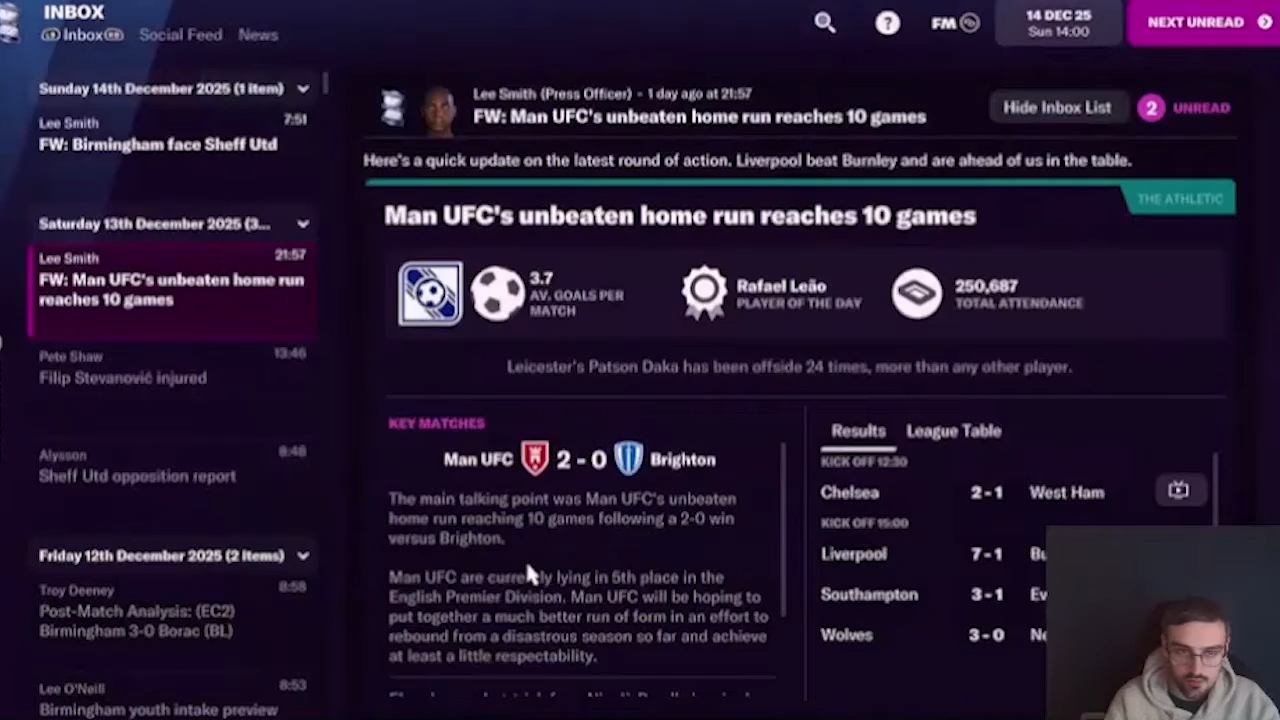 INBOX
Inbox
Social Feed
News
FM
14 DEC 25
Sun 14:00
NEXT UNREAD
Sunday 14th December 2025 (1 item)
Lee Smith
7:51
FW: Birmingham face Sheff Utd
Saturday 13th December 2025 (3...
Lee Smith
21:57
FW: Man UFC's unbeaten home run
reaches 10 games
Pete Shaw
13:46
Filip Stevanović injured
Alysson
8:48
Sheff Utd opposition report
Friday 12th December 2025 (2 items)
Troy Deeney
8:58
Post-Match Analysis: (EC2)
Birmingham 3-0 Borac (BL)
Lee O'Neill
8:53
Birmingham youth intake preview
Lee Smith (Press Officer) - 1 day ago at 21:57
FW: Man UFC's unbeaten home run reaches 10 games
Hide Inbox List
2 UNREAD
Here's a quick update on the latest round of action. Liverpool beat Burnley and are ahead of us in the table.
THE ATHLETIC
Man UFC's unbeaten home run reaches 10 games
3.7
AV. GOALS PER
MATCH
Rafael Leão
PLAYER OF THE DAY
250,687
TOTAL ATTENDANCE
Leicester's Patson Daka has been offside 24 times, more than any other player.
KEY MATCHES
Man UFC 2 - 0 Brighton
The main talking point was Man UFC's unbeaten
home run reaching 10 games following a 2-0 win
versus Brighton.
Man UFC are currently lying in 5th place in the
English Premier Division. Man UFC will be hoping to
put together a much better run of form in an effort to
rebound from a disastrous season so far and achieve
at least a little respectability.
Results
League Table
KICK OFF 12:30
Chelsea 2-1 West Ham
KICK OFF 15:00
Liverpool 7-1 Bu
Southampton 3-1 Ev
Wolves 3-0 Ne